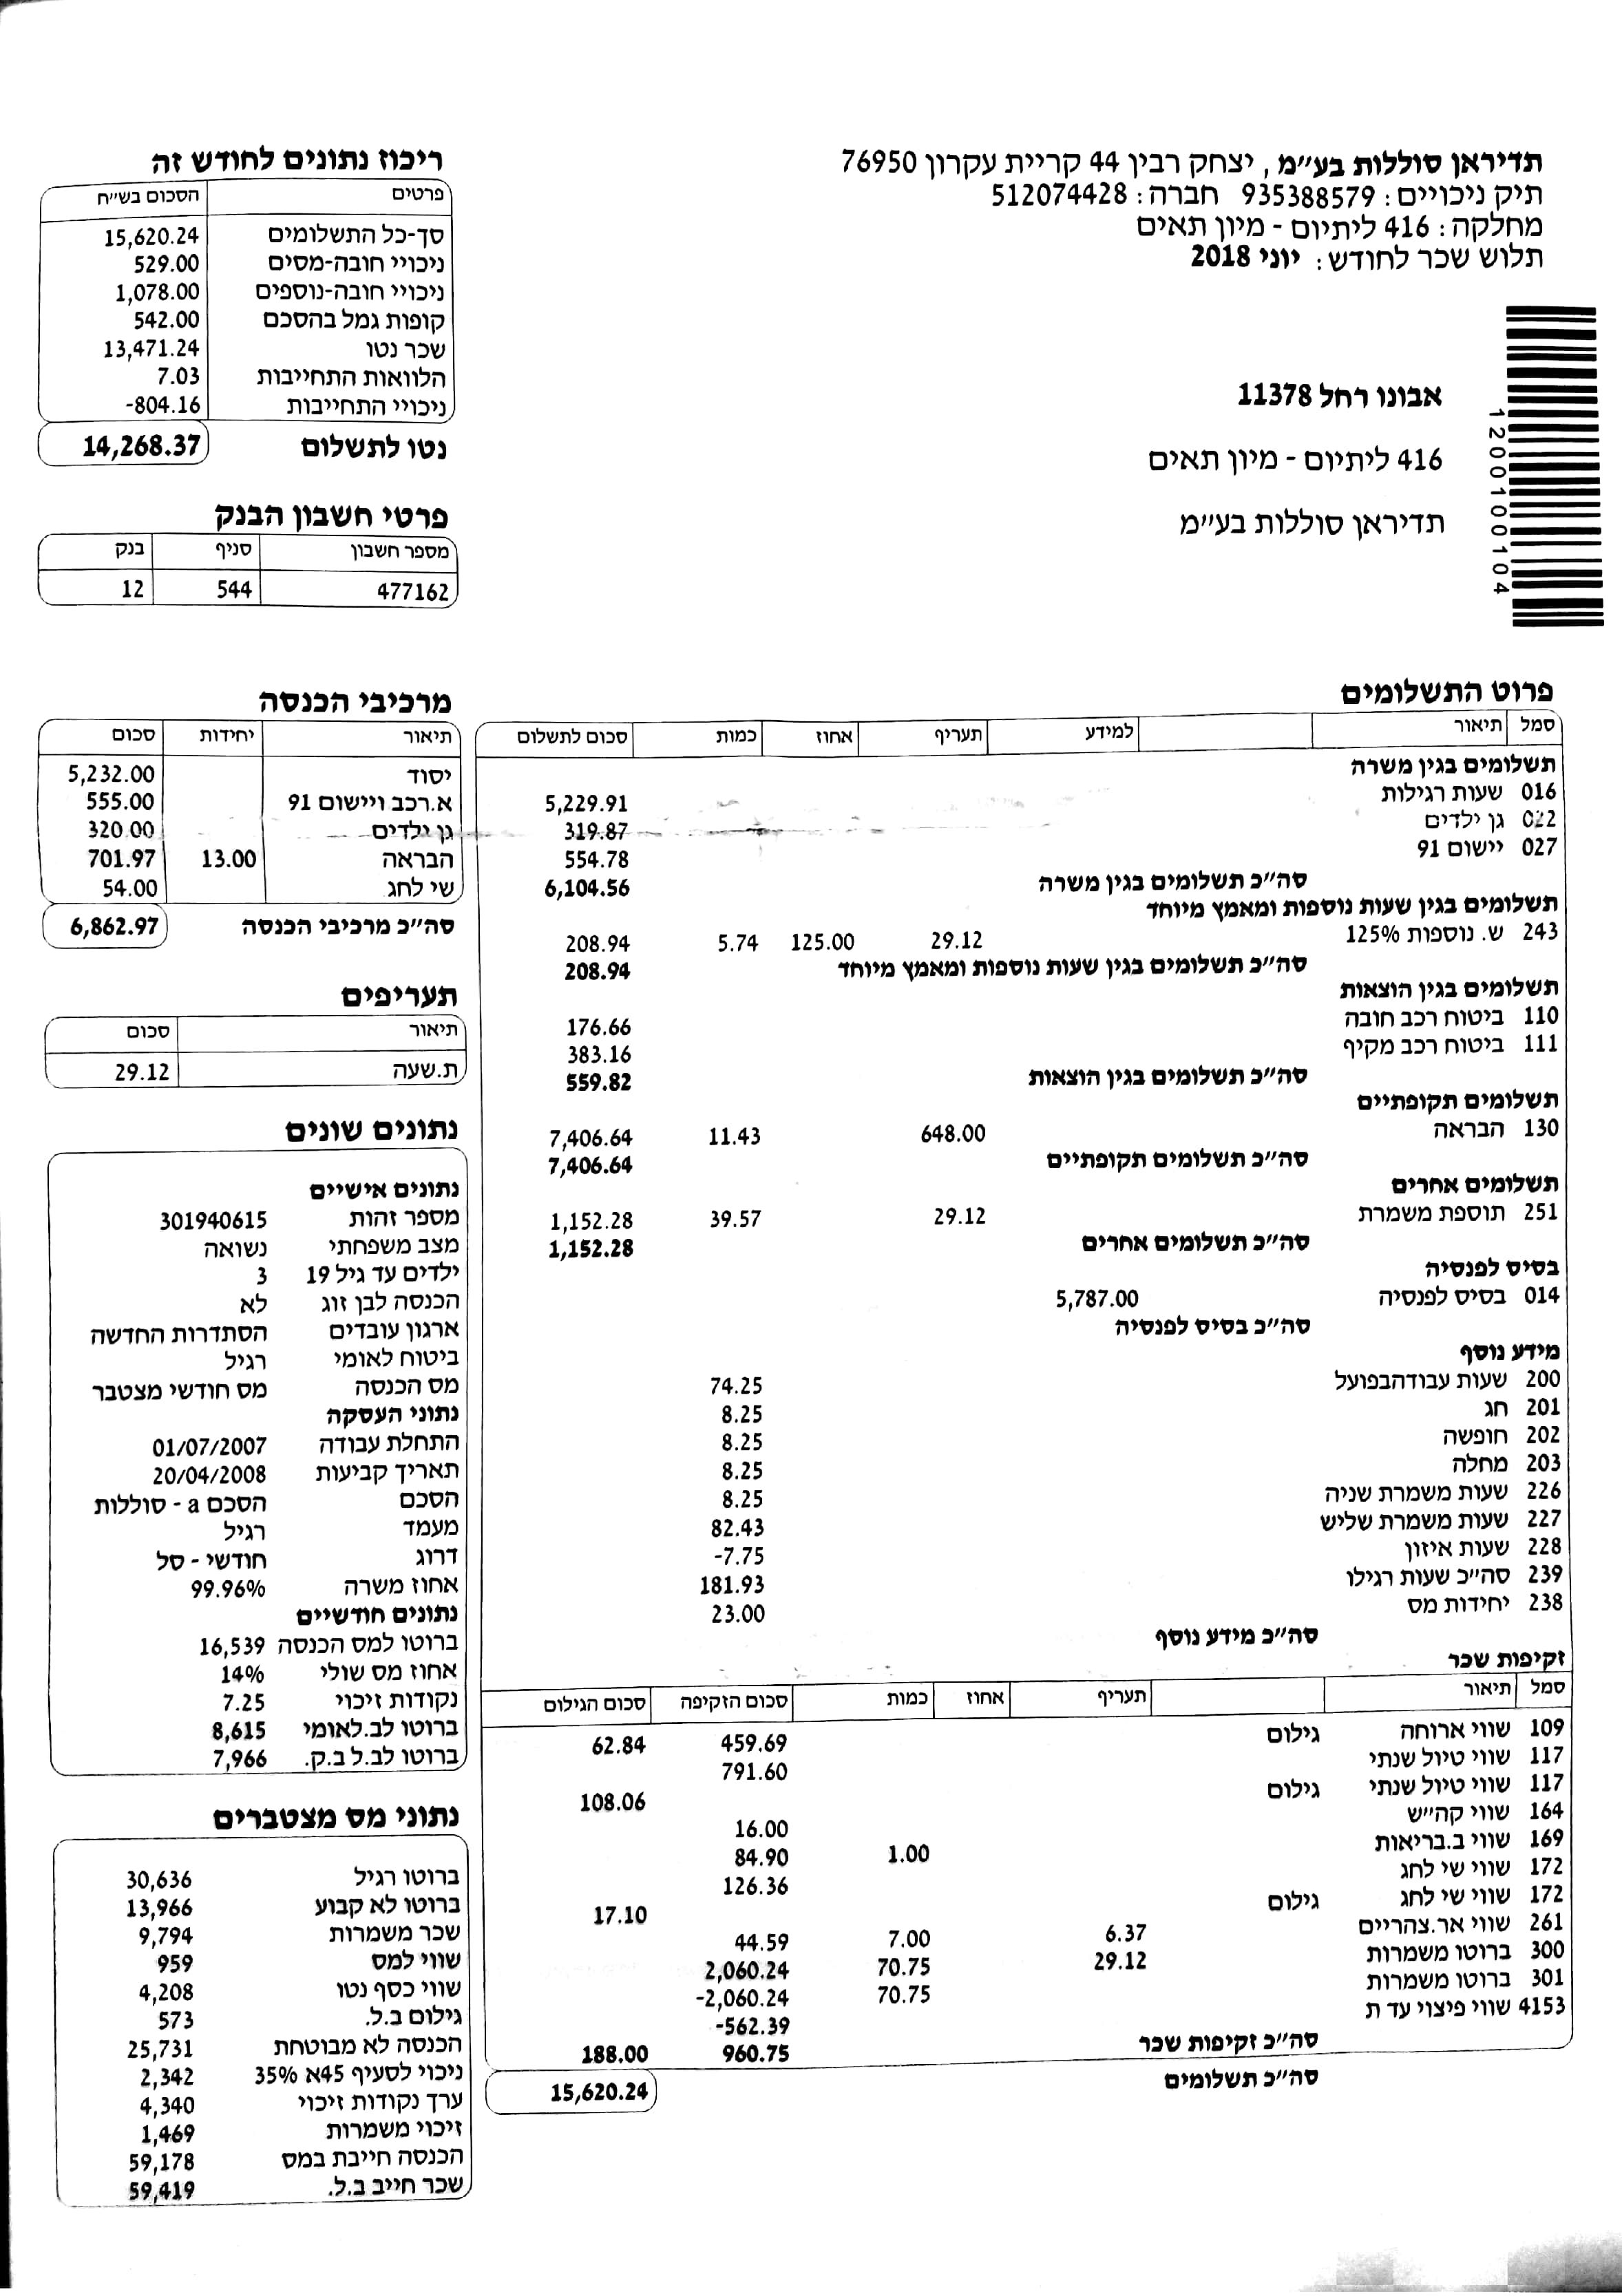 תדיראן סוללות בע״מ , יצחק רבין 44 קריית עקרון 76950
תיק ניכויים : 935388579 חברה : 512074428
מחלקה : 416 ליתיום - מיון תאים
תלוש שכר לחודש : יוני 2018
1200100104
אבונו רחל 11378
416 ליתיום - מיון תאים
תדיראן סוללות בע״מ
ריכוז נתונים לחודש זה
פרטים הסכום בש״ח
סך-כל התשלומים 15,620.24
ניכויי חובה-מסים 529.00
ניכויי חובה-נוספים 1,078.00
קופות גמל בהסכם 542.00
שכר נטו 13,471.24
הלוואות התחייבות 7.03
ניכויי התחייבות 804.16-
נטו לתשלום 14,268.37
פרטי חשבון הבנק
מספר חשבון סניף בנק
477162 544 12
פרוט התשלומים
סמל תיאור למידע תעריף אחוז כמות סכום לתשלום
תשלומים בגין משרה
016 שעות רגילות 5,229.91
022 גן ילדים 319.87
027 יישום 91 554.78
סה״כ תשלומים בגין משרה 6,104.56
תשלומים בגין שעות נוספות ומאמץ מיוחד
243 ש. נוספות 125% 29.12 125.00 5.74 208.94
סה״כ תשלומים בגין שעות נוספות ומאמץ מיוחד 208.94
תשלומים בגין הוצאות
110 ביטוח רכב חובה 176.66
111 ביטוח רכב מקיף 383.16
סה״כ תשלומים בגין הוצאות 559.82
תשלומים תקופתיים
130 הבראה 648.00 11.43 7,406.64
סה״כ תשלומים תקופתיים 7,406.64
תשלומים אחרים
251 תוספת משמרת 29.12 39.57 1,152.28
סה״כ תשלומים אחרים 1,152.28
בסיס לפנסיה
014 בסיס לפנסיה 5,787.00
סה״כ בסיס לפנסיה
מידע נוסף
200 שעות עבודהבפועל 74.25
201 חג 8.25
202 חופשה 8.25
203 מחלה 8.25
226 שעות משמרת שניה 8.25
227 שעות משמרת שליש 82.43
228 שעות איזון 7.75-
239 סה״כ שעות רגילו 181.93
238 יחידות מס 23.00
סה״כ מידע נוסף
זקיפות שכר
סמל תיאור תעריף אחוז כמות סכום הזקיפה סכום הגילום
109 שווי ארוחה גילום 459.69 62.84
117 שווי טיול שנתי 791.60
117 שווי טיול שנתי גילום 108.06
164 שווי קה״ש 16.00
169 שווי ב.בריאות 1.00 84.90
172 שווי שי לחג 126.36
172 שווי שי לחג גילום 17.10
261 שווי אר.צהריים 6.37 7.00 44.59
300 ברוטו משמרות 29.12 70.75 2,060.24
301 ברוטו משמרות 70.75 2,060.24-
4153 שווי פיצוי עד ת 562.39-
סה״כ זקיפות שכר 960.75 188.00
סה״כ תשלומים 15,620.24
מרכיבי הכנסה
תיאור יחידות סכום
יסוד 5,232.00
א.רכב ויישום 91 555.00
גן ילדים 320.00
הבראה 13.00 701.97
שי לחג 54.00
סה״כ מרכיבי הכנסה 6,862.97
תעריפים
תיאור סכום
ת.שעה 29.12
נתונים שונים
נתונים אישיים
מספר זהות 301940615
מצב משפחתי נשואה
ילדים עד גיל 19 3
הכנסה לבן זוג לא
ארגון עובדים הסתדרות החדשה
ביטוח לאומי רגיל
מס הכנסה מס חודשי מצטבר
נתוני העסקה
התחלת עבודה 01/07/2007
תאריך קביעות 20/04/2008
הסכם הסכם a - סוללות
מעמד רגיל
דרוג חודשי - סל
אחוז משרה 99.96%
נתונים חודשיים
ברוטו למס הכנסה 16,539
אחוז מס שולי 14%
נקודות זיכוי 7.25
ברוטו לב.לאומי 8,615
ברוטו לב.ל ב.ק. 7,966
נתוני מס מצטברים
ברוטו רגיל 30,636
ברוטו לא קבוע 13,966
שכר משמרות 9,794
שווי למס 959
שווי כסף נטו 4,208
גילום ב.ל. 573
הכנסה לא מבוטחת 25,731
ניכוי לסעיף 45א 35% 2,342
ערך נקודות זיכוי 4,340
זיכוי משמרות 1,469
הכנסה חייבת במס 59,178
שכר חייב ב.ל. 59,419